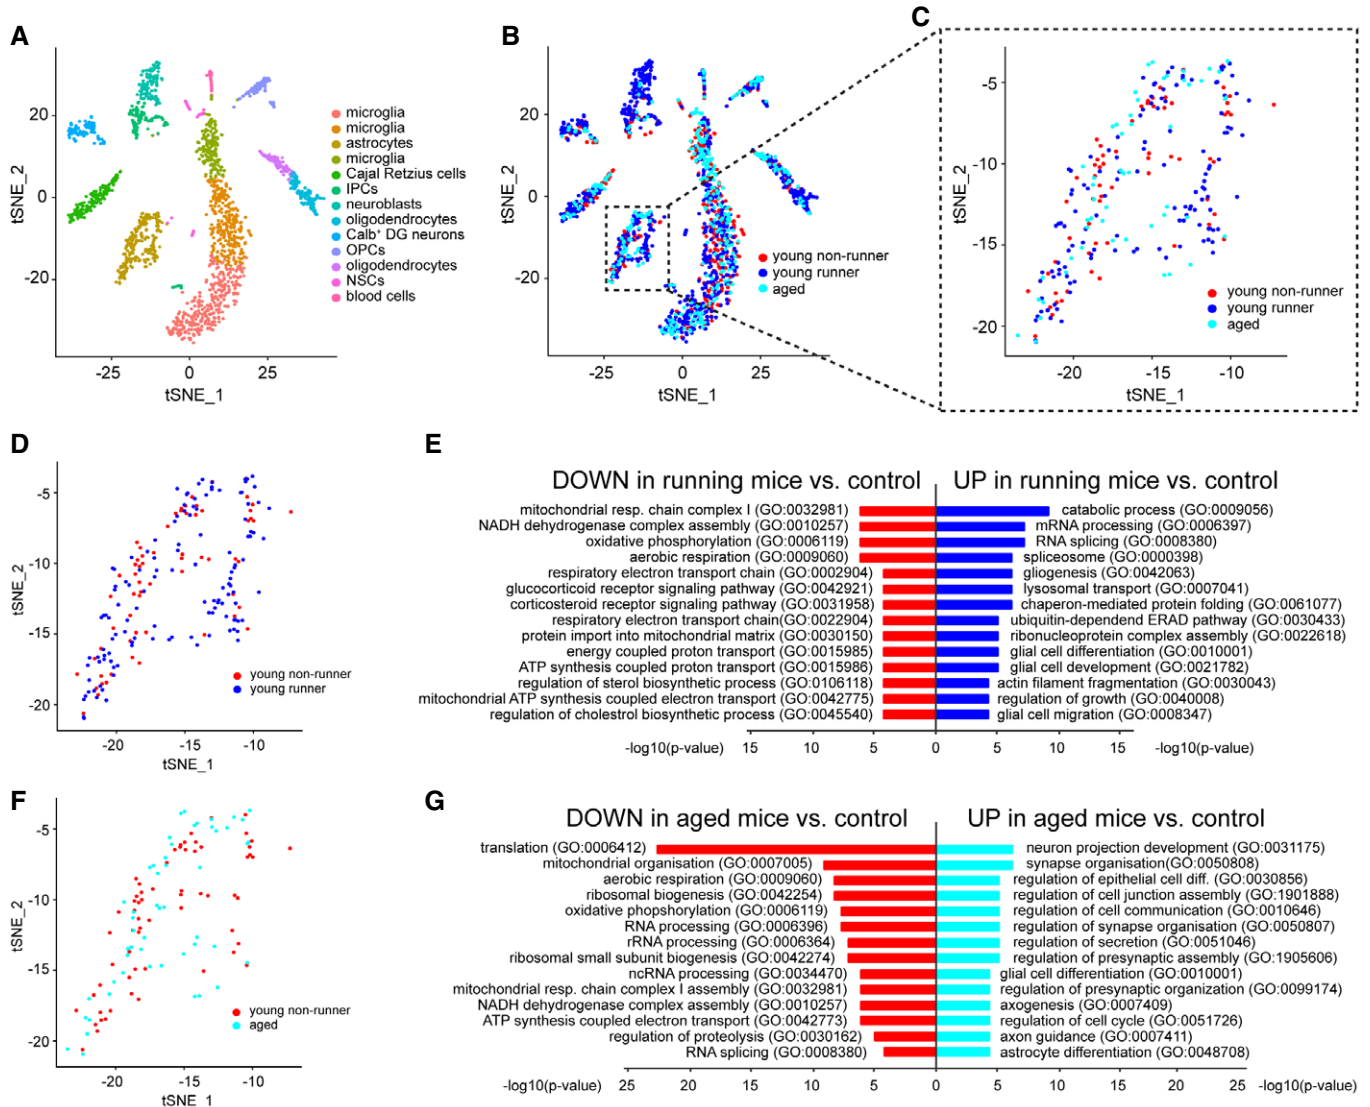 A
tSNE_2
20
0
-20
-25
0
25
tSNE_1
microglia
microglia
astrocytes
microglia
Cajal Retzius cells
IPCs
neuroblasts
oligodendrocytes
Calb+ DG neurons
OPCs
oligodendrocytes
NSCs
blood cells
B
tSNE_2
20
0
-20
-25
0
25
tSNE_1
young non-runner
young runner
aged
C
tSNE_2
-5
-10
-15
-20
-20
-15
-10
tSNE_1
young non-runner
young runner
aged
D
tSNE_2
-5
-10
-15
-20
-20
-15
-10
tSNE_1
young non-runner
young runner
E
DOWN in running mice vs. control
UP in running mice vs. control
mitochondrial resp. chain complex I (GO:0032981)
NADH dehydrogenase complex assembly (GO:0010257)
oxidative phosphorylation (GO:0006119)
aerobic respiration (GO:0009060)
respiratory electron transport chain (GO:0002904)
glucocorticoid receptor signaling pathway (GO:0042921)
corticosteroid receptor signaling pathway (GO:0031958)
respiratory electron transport chain(GO:0022904)
protein import into mitochondrial matrix (GO:0030150)
energy coupled proton transport (GO:0015985)
ATP synthesis coupled proton transport (GO:0015986)
regulation of sterol biosynthetic process (GO:0106118)
mitochondrial ATP synthesis coupled electron transport (GO:0042775)
regulation of cholestrol biosynthetic process (GO:0045540)
catabolic process (GO:0009056)
mRNA processing (GO:0006397)
RNA splicing (GO:0008380)
spliceosome (GO:0000398)
gliogenesis (GO:0042063)
lysosomal transport (GO:0007041)
chaperon-mediated protein folding (GO:0061077)
ubiquitin-dependend ERAD pathway (GO:0030433)
ribonucleoprotein complex assembly (GO:0022618)
glial cell differentiation (GO:0010001)
glial cell development (GO:0021782)
actin filament fragmentation (GO:0030043)
regulation of growth (GO:0040008)
glial cell migration (GO:0008347)
-log10(p-value) 15 10 5 0 5 10 15 -log10(p-value)
F
tSNE_2
-5
-10
-15
-20
-20
-15
-10
tSNE_1
young non-runner
aged
G
DOWN in aged mice vs. control
UP in aged mice vs. control
translation (GO:0006412)
mitochondrial organisation (GO:0007005)
aerobic respiration (GO:0009060)
ribosomal biogenesis (GO:0042254)
oxidative phopshorylation (GO:0006119)
RNA processing (GO:0006396)
rRNA processing (GO:0006364)
ribosomal small subunit biogenesis (GO:0042274)
ncRNA processing (GO:0034470)
mitochondrial resp. chain complex I assembly (GO:0032981)
NADH dehydrogenase complex assembly (GO:0010257)
ATP synthesis coupled electron transport (GO:0042773)
regulation of proteolysis (GO:0030162)
RNA splicing (GO:0008380)
neuron projection development (GO:0031175)
synapse organisation(GO:0050808)
regulation of epithelial cell diff. (GO:0030856)
regulation of cell junction assembly (GO:1901888)
regulation of cell communication (GO:0010646)
regulation of synapse organisation (GO:0050807)
regulation of secretion (GO:0051046)
regulation of presynaptic assembly (GO:1905606)
glial cell differentiation (GO:0010001)
regulation of presynaptic organization (GO:0099174)
axogenesis (GO:0007409)
regulation of cell cycle (GO:0051726)
axon guidance (GO:0007411)
astrocyte differentiation (GO:0048708)
-log10(p-value) 25 20 15 10 5 0 5 10 15 20 25 -log10(p-value)